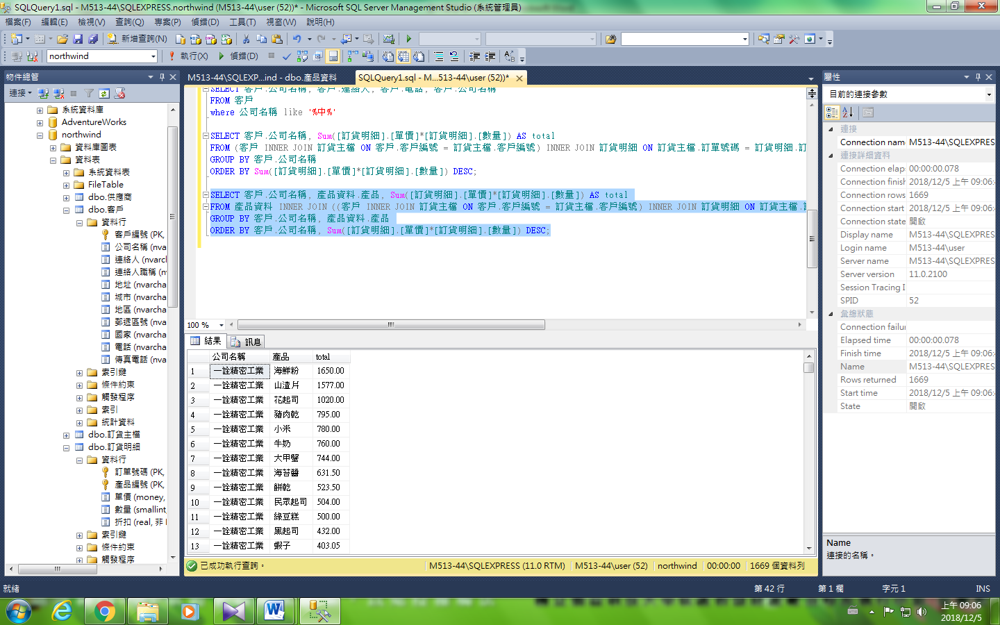 SQLQuery1.sql - M513-44\SQLEXPRESS.northwind (M513-44\user (52))* - Microsoft SQL Server Management Studio (系統管理員)
檔案(F) 編輯(E) 檢視(V) 查詢(Q) 專案(P) 偵錯(D) 工具(T) 視窗(W) 說明(H)
新增查詢(N)
northwind 執行(X) 偵錯(D)
物件總管
連接
系統資料庫
AdventureWorks
northwind
資料庫圖表
資料表
系統資料表
FileTable
dbo.供應商
dbo.客戶
資料行
客戶編號 (PK,
公司名稱 (nva
連絡人 (nvarcl
連絡人職稱 (n
地址 (nvarcha
城市 (nvarcha
地區 (nvarcha
郵遞區號 (nva
國家 (nvarcha
電話 (nvarcha
傳真電話 (nva
索引鍵
條件約束
觸發程序
索引
統計資料
dbo.訂貨主檔
dbo.訂貨明細
資料行
訂單號碼 (PK,
產品編號 (PK,
單價 (money,
數量 (smallint,
折扣 (real, 非
索引鍵
條件約束
觸發程序
M513-44\SQLEXP...ind - dbo.產品資料
SQLQuery1.sql - M...513-44\user (52))*
SELECT 客戶.公司名稱, 客戶.連絡人, 客戶.電話, 客戶.公司名稱
FROM 客戶
where 公司名稱 like '%中%'
SELECT 客戶.公司名稱, Sum([訂貨明細].[單價]*[訂貨明細].[數量]) AS total
FROM (客戶 INNER JOIN 訂貨主檔 ON 客戶.客戶編號 = 訂貨主檔.客戶編號) INNER JOIN 訂貨明細 ON 訂貨主檔.訂單號碼 = 訂貨明細.訂
GROUP BY 客戶.公司名稱
ORDER BY Sum([訂貨明細].[單價]*[訂貨明細].[數量]) DESC;
SELECT 客戶.公司名稱, 產品資料.產品, Sum([訂貨明細].[單價]*[訂貨明細].[數量]) AS total
FROM 產品資料 INNER JOIN ((客戶 INNER JOIN 訂貨主檔 ON 客戶.客戶編號 = 訂貨主檔.客戶編號) INNER JOIN 訂貨明細 ON 訂貨主檔.
GROUP BY 客戶.公司名稱, 產品資料.產品
ORDER BY 客戶.公司名稱, Sum([訂貨明細].[單價]*[訂貨明細].[數量]) DESC;
100 %
結果 訊息
公司名稱 產品 total
1 一詮精密工業 海鮮粉 1650.00
2 一詮精密工業 山渣片 1577.00
3 一詮精密工業 花起司 1020.00
4 一詮精密工業 豬肉乾 795.00
5 一詮精密工業 小米 780.00
6 一詮精密工業 牛奶 760.00
7 一詮精密工業 大甲蟹 744.00
8 一詮精密工業 海苔醬 631.50
9 一詮精密工業 餅乾 523.50
10 一詮精密工業 民眾起司 504.00
11 一詮精密工業 綠豆糕 500.00
12 一詮精密工業 黑起司 432.00
13 一詮精密工業 蝦子 403.05
已成功執行查詢。 M513-44\SQLEXPRESS (11.0 RTM) M513-44\user (52) northwind 00:00:00 1669 個資料列
屬性
目前的連接參數
連接
Connection nam M513-44\SQLEXPRES
連接詳細資料
Connection elap 00:00:00.078
Connection finish 2018/12/5 上午 09:06:
Connection rows 1669
Connection start 2018/12/5 上午 09:06:
Connection state 開啟
Display name M513-44\SQLEXPRES
Login name M513-44\user
Server name M513-44\SQLEXPRES
Server version 11.0.2100
Session Tracing I
SPID 52
彙總狀態
Connection failur
Elapsed time 00:00:00.078
Finish time 2018/12/5 上午 09:06:
Name M513-44\SQLEXPRES
Rows returned 1669
Start time 2018/12/5 上午 09:06:
State 開啟
Name
連接的名稱。
就緒 第 42 行 第 1 欄 字元 1 INS
上午 09:06
2018/12/5